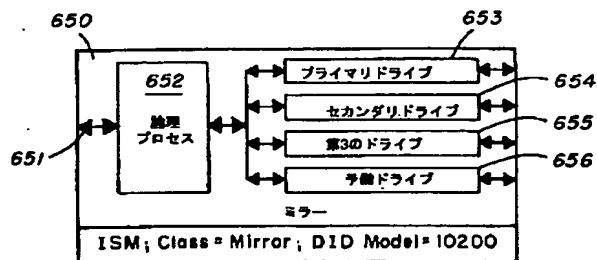 650
653
652
論理
プロセス
プライマリドライブ
654
セカンダリ.ドライブ
655
第3のドライブ
651
656
予備ドライブ
ミラー
ISM; Class = Mirror; DID Model = 10200